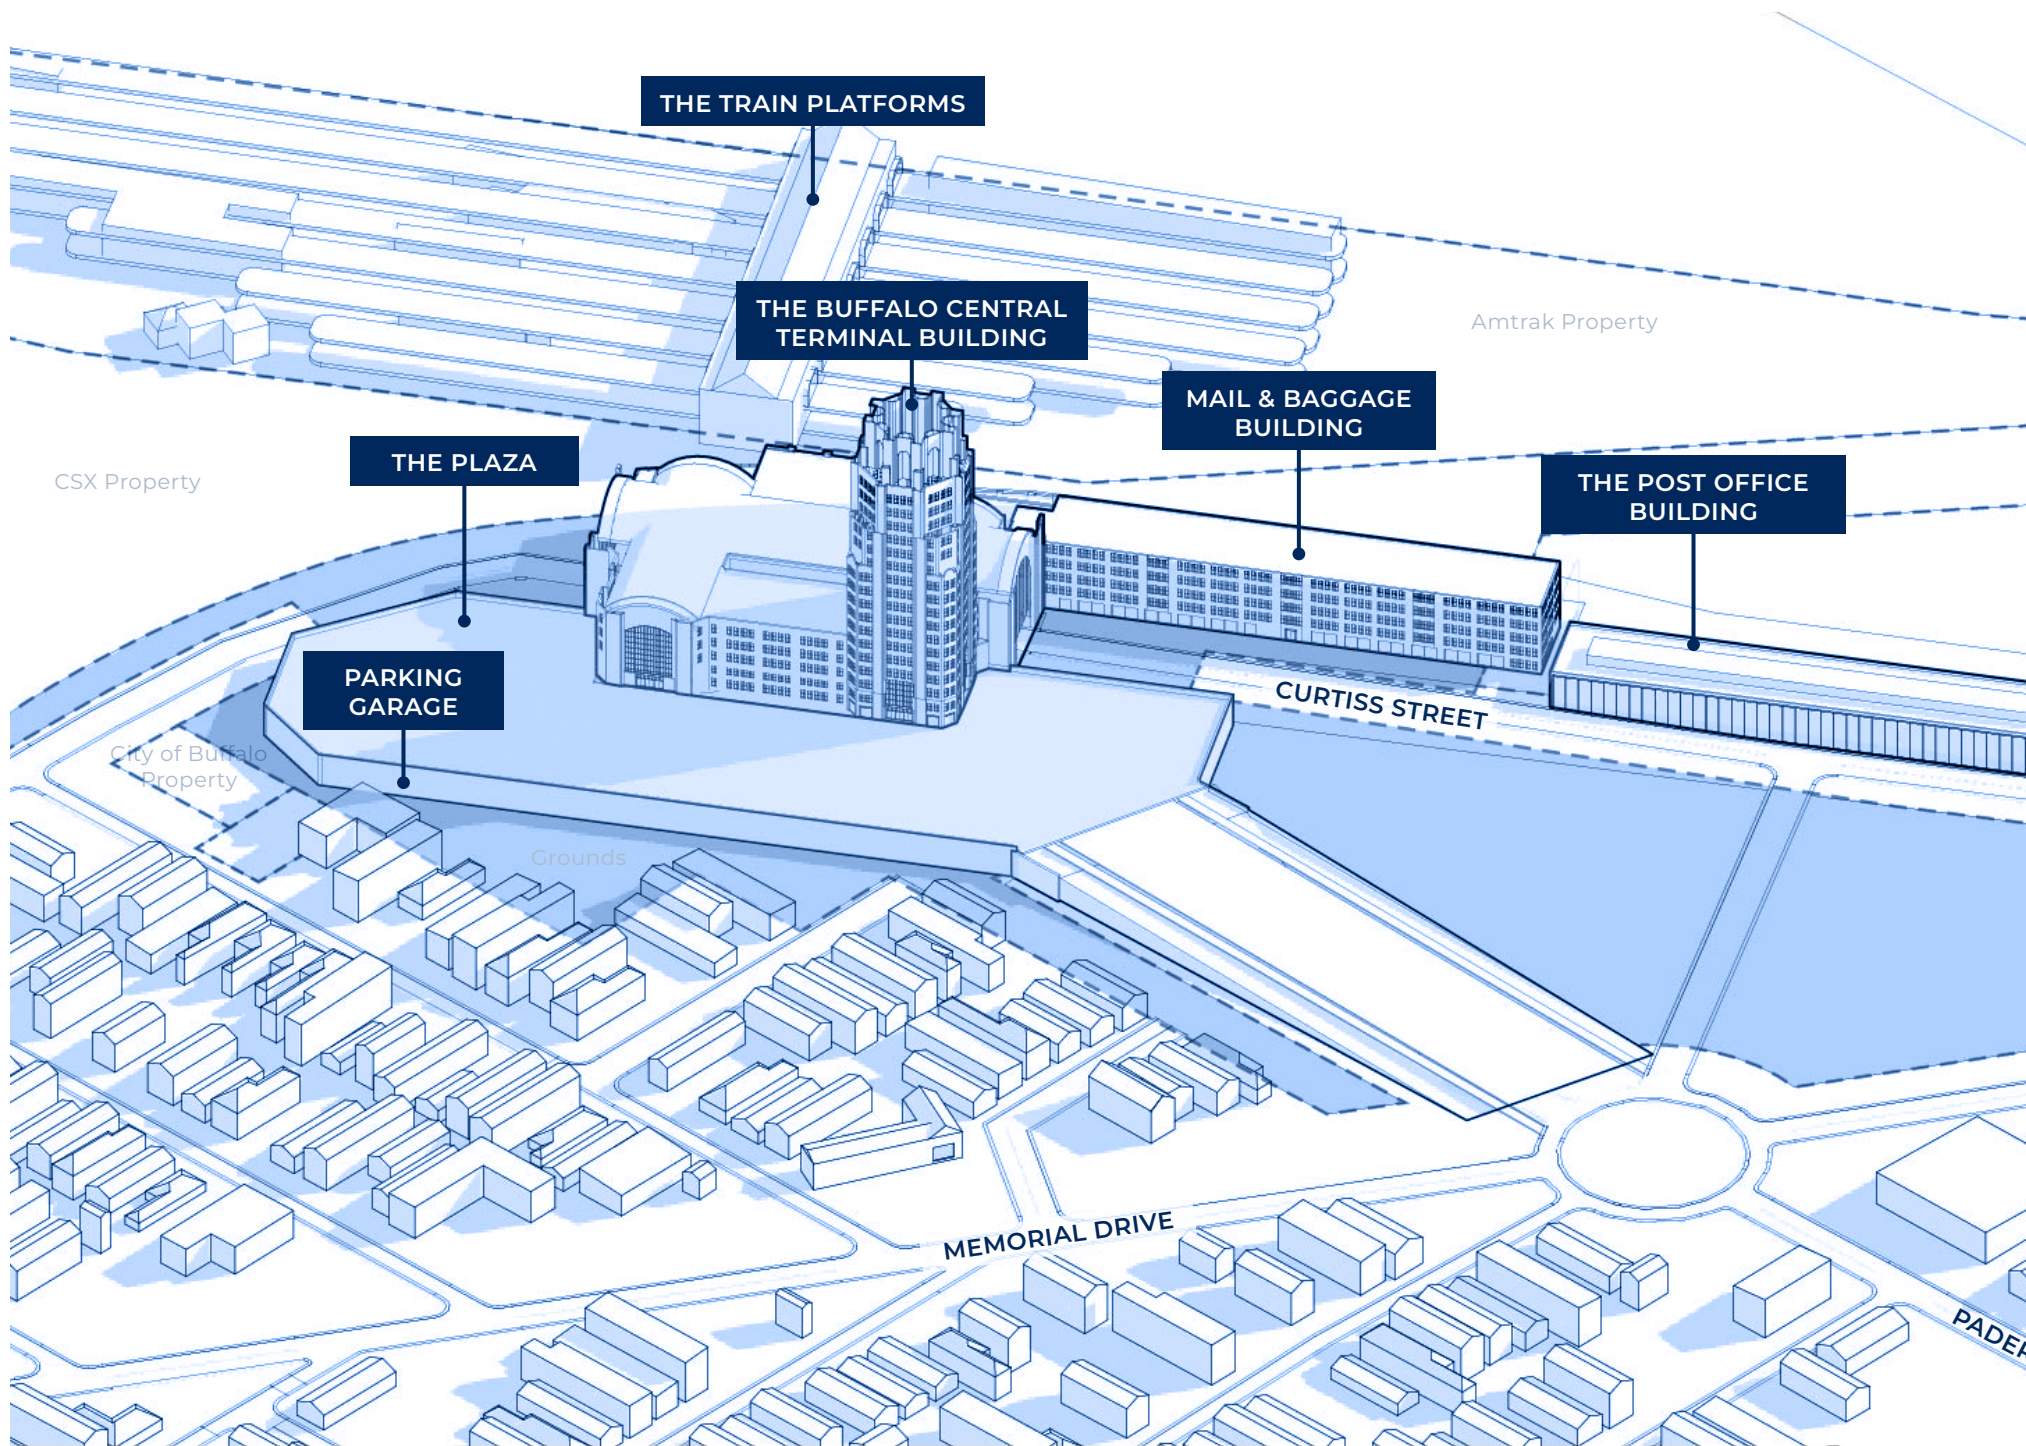 THE TRAIN PLATFORMS
THE BUFFALO CENTRAL
TERMINAL BUILDING
Amtrak Property
MAIL & BAGGAGE
BUILDING
THE PLAZA
CSX Property
THE POST OFFICE
BUILDING
PARKING
GARAGE
CURTISS STREET
City of Buffalo
Property
Grounds
MEMORIAL DRIVE